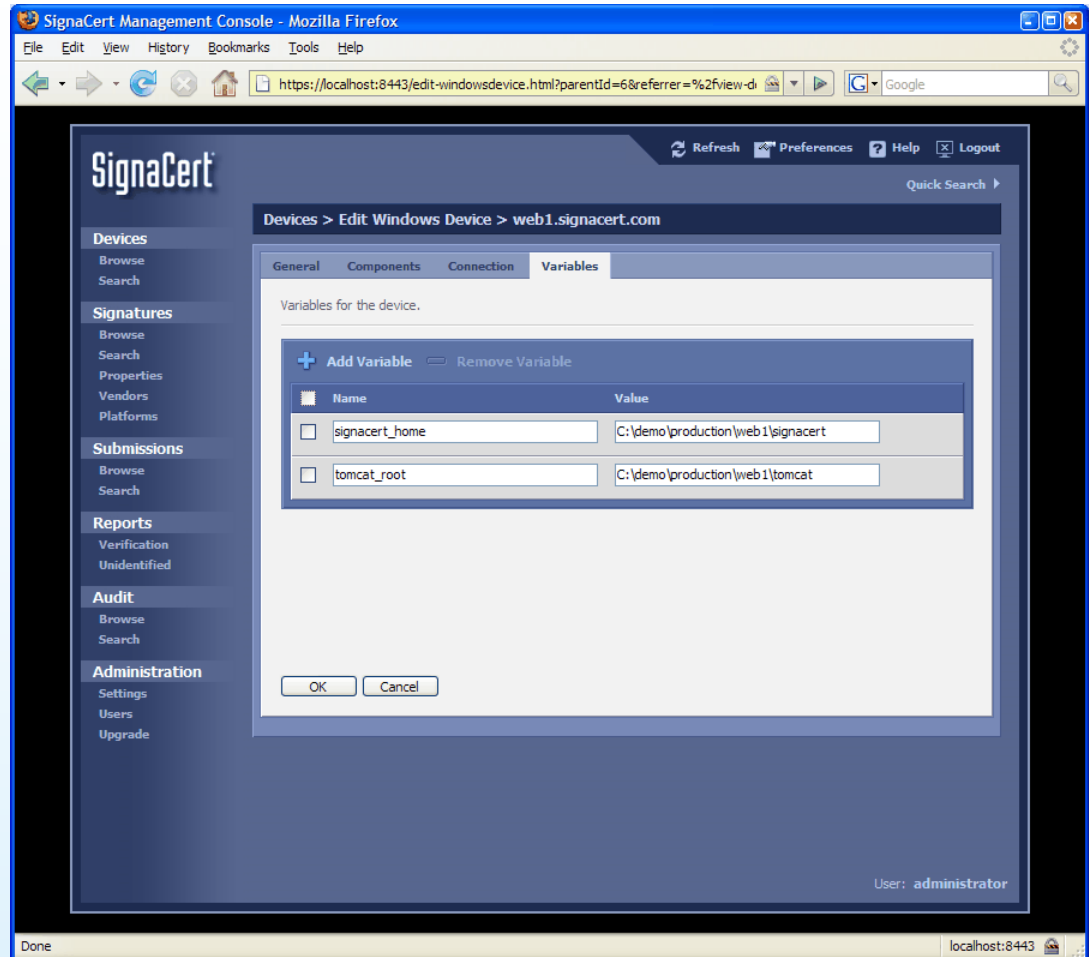 SignaCert Management Console - Mozilla Firefox
File Edit View History Bookmarks Tools Help
https://localhost:8443/edit-windowsdevice.html?parentId=6&referrer=%2fview-d
G Google
SignaCert
Refresh Preferences ? Help x Logout
Quick Search
Devices > Edit Windows Device > web1.signacert.com
Devices
Browse
Search
Signatures
Browse
Search
Properties
Vendors
Platforms
Submissions
Browse
Search
Reports
Verification
Unidentified
Audit
Browse
Search
Administration
Settings
Users
Upgrade
General Components Connection Variables
Variables for the device.
Add Variable Remove Variable
Name Value
signacert_home C:\demo\production\web1\signacert
tomcat_root C:\demo\production\web1\tomcat
OK Cancel
User: administrator
Done localhost:8443